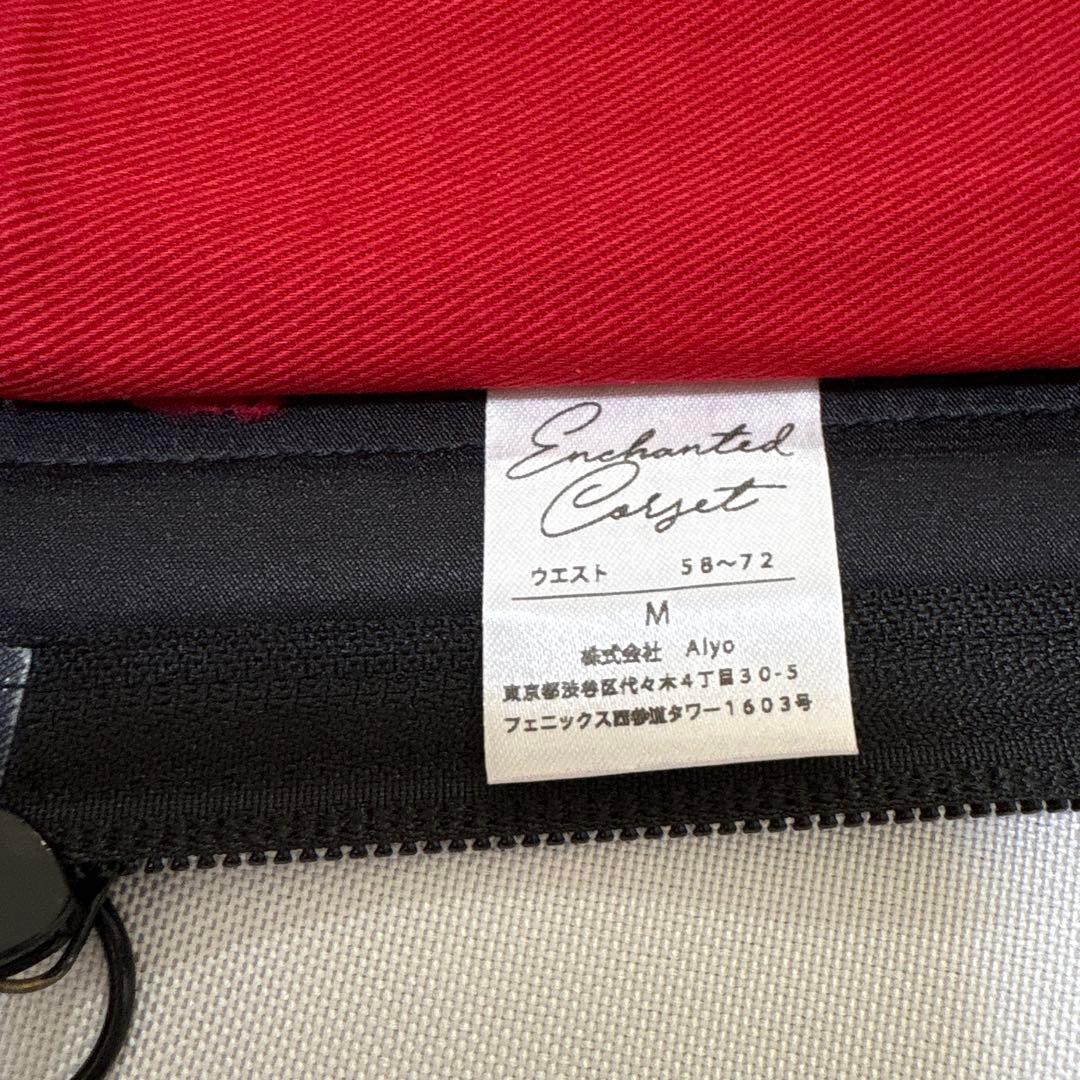 Enchanted
Corset
ウエスト 58～72
M
株式会社 Alyo
東京都渋谷区代々木4丁目30-5
フェニックス西参道タワー1603号